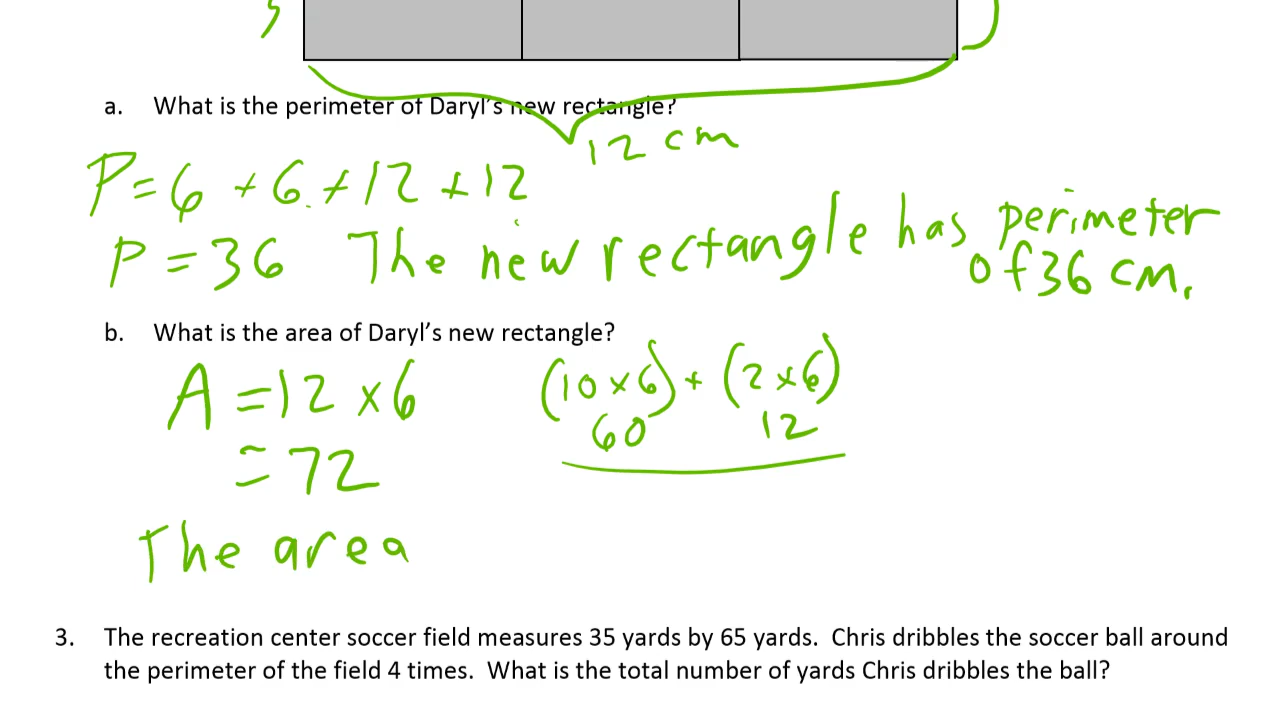 a. What is the perimeter of Daryl's new rectangle?
12 cm
P = 6 + 6 + 12 + 12
P = 36 The new rectangle has perimeter
of 36 cm.
b. What is the area of Daryl's new rectangle?
A = 12 × 6 (10 × 6) + (2 × 6)
60 12
= 72
The area
3. The recreation center soccer field measures 35 yards by 65 yards. Chris dribbles the soccer ball around
the perimeter of the field 4 times. What is the total number of yards Chris dribbles the ball?